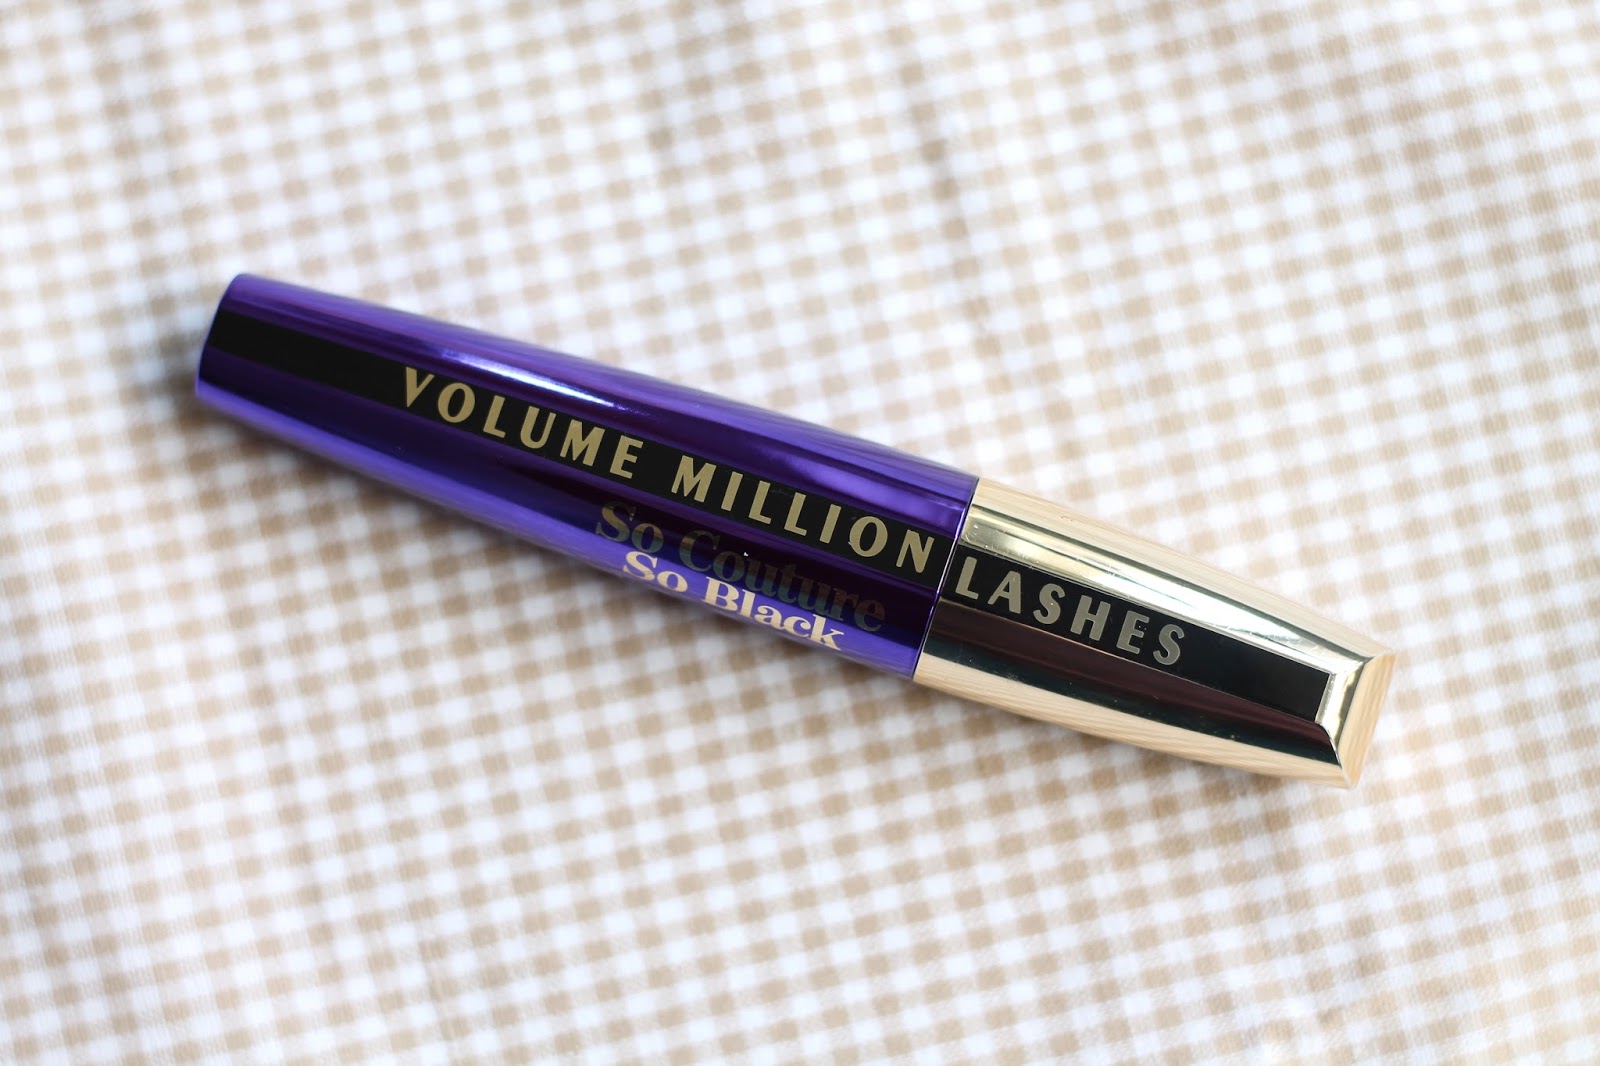 VOLUME MILLION LASHES
So Couture
So Black